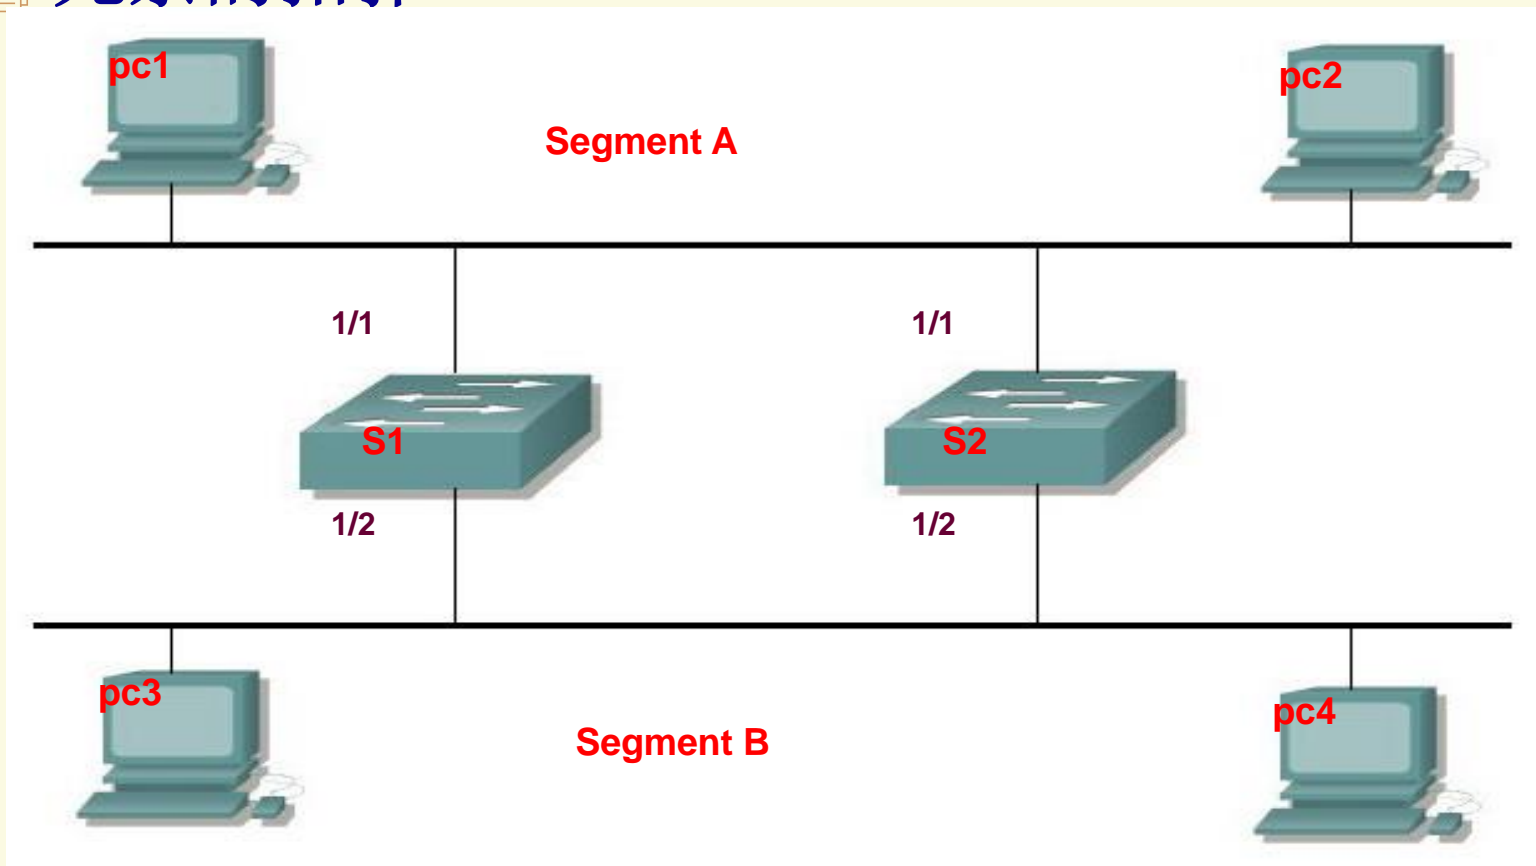 pc1
pc2
Segment A
1/1
1/1
S1
S2
1/2
1/2
pc3
pc4
Segment B